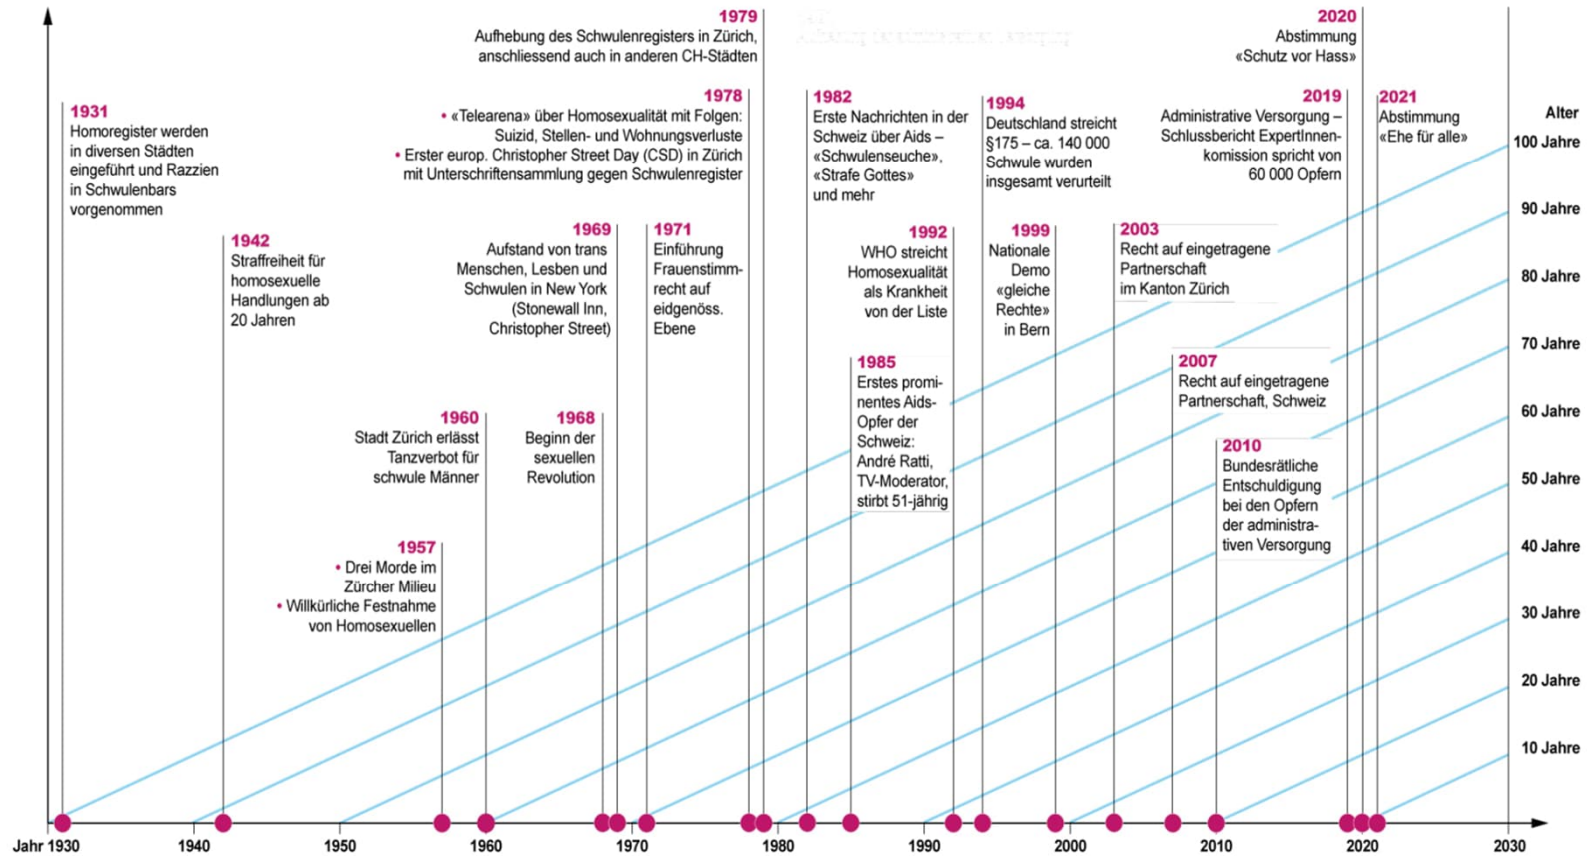 1979
Aufhebung des Schwulenregisters in Zürich,
anschliessend auch in anderen CH-Städten
2020
Abstimmung
«Schutz vor Hass»
1931
Homoregister werden
in diversen Städten
eingeführt und Razzien
in Schwulenbars
vorgenommen
1978
• «Telearena» über Homosexualität mit Folgen:
Suizid, Stellen- und Wohnungsverluste
• Erster europ. Christopher Street Day (CSD) in Zürich
mit Unterschriftensammlung gegen Schwulenregister
1982
Erste Nachrichten in der
Schweiz über Aids –
«Schwulenseuche»,
«Strafe Gottes»
und mehr
1994
Deutschland streicht
§175 – ca. 140 000
Schwule wurden
insgesamt verurteilt
2019
Administrative Versorgung –
Schlussbericht ExpertInnen-
komission spricht von
60 000 Opfern
2021
Abstimmung
«Ehe für alle»
1942
Straffreiheit für
homosexuelle
Handlungen ab
20 Jahren
1969
Aufstand von trans
Menschen, Lesben und
Schwulen in New York
(Stonewall Inn,
Christopher Street)
1971
Einführung
Frauenstimm-
recht auf
eidgenöss.
Ebene
1992
WHO streicht
Homosexualität
als Krankheit
von der Liste
1999
Nationale
Demo
«gleiche
Rechte»
in Bern
2003
Recht auf eingetragene
Partnerschaft
im Kanton Zürich
1985
Erstes promi-
nentes Aids-
Opfer der
Schweiz:
André Ratti,
TV-Moderator,
stirbt 51-jährig
2007
Recht auf eingetragene
Partnerschaft, Schweiz
1960
Stadt Zürich erlässt
Tanzverbot für
schwule Männer
1968
Beginn der
sexuellen
Revolution
2010
Bundesrätliche
Entschuldigung
bei den Opfern
der administra-
tiven Versorgung
1957
• Drei Morde im
Zürcher Milieu
• Willkürliche Festnahme
von Homosexuellen
Alter
100 Jahre
90 Jahre
80 Jahre
70 Jahre
60 Jahre
50 Jahre
40 Jahre
30 Jahre
20 Jahre
10 Jahre
Jahr 1930
1940
1950
1960
1970
1980
1990
2000
2010
2020
2030